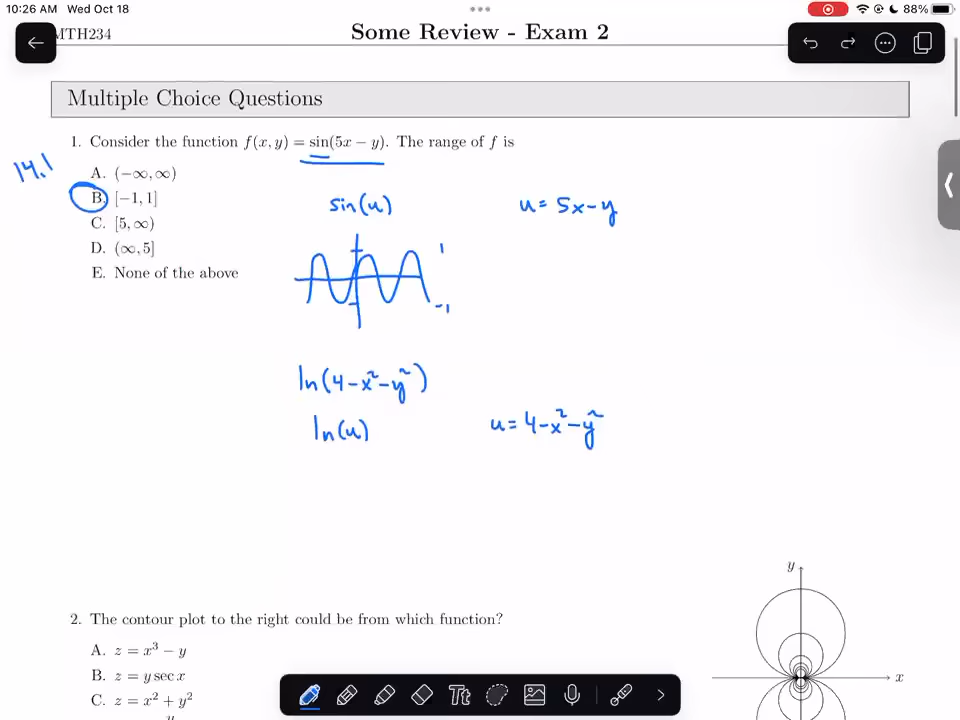 10:26 AM Wed Oct 18 88%
MTH234 Some Review - Exam 2
Multiple Choice Questions
1. Consider the function f(x, y) = sin(5x − y). The range of f is
14.1
A. (−∞, ∞)
B. [−1, 1]
C. [5, ∞)
D. (∞, 5]
E. None of the above
sin(u) u = 5x−y
1
−1
ln(4−x²−y²)
ln(u) u = 4−x²−y²
y
x
2. The contour plot to the right could be from which function?
A. z = x³ − y
B. z = y sec x
C. z = x² + y²
Tt